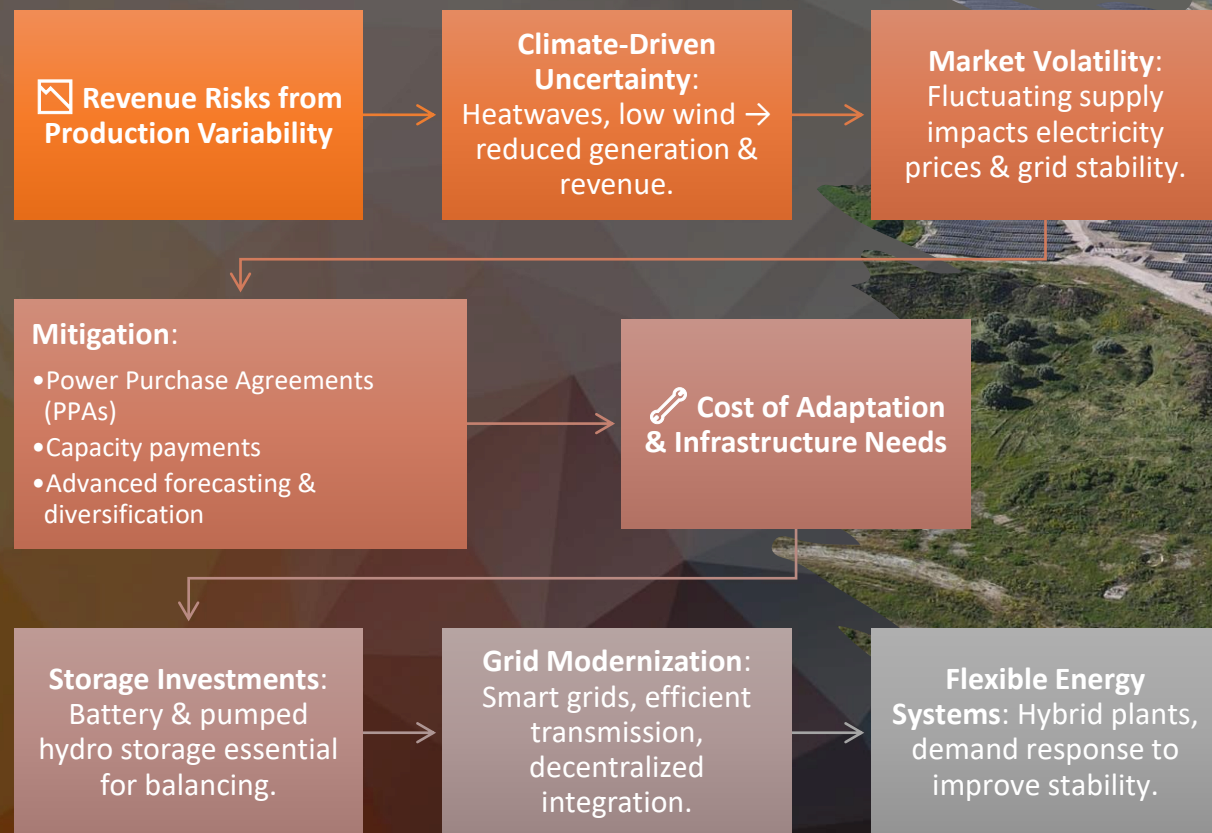 Revenue Risks from
Production Variability
Climate-Driven
Uncertainty:
Heatwaves, low wind →
reduced generation &
revenue.
Market Volatility:
Fluctuating supply
impacts electricity
prices & grid stability.
Mitigation:
•Power Purchase Agreements
(PPAs)
•Capacity payments
•Advanced forecasting &
diversification
Cost of Adaptation
& Infrastructure Needs
Storage Investments:
Battery & pumped
hydro storage essential
for balancing.
Grid Modernization:
Smart grids, efficient
transmission,
decentralized
integration.
Flexible Energy
Systems: Hybrid plants,
demand response to
improve stability.